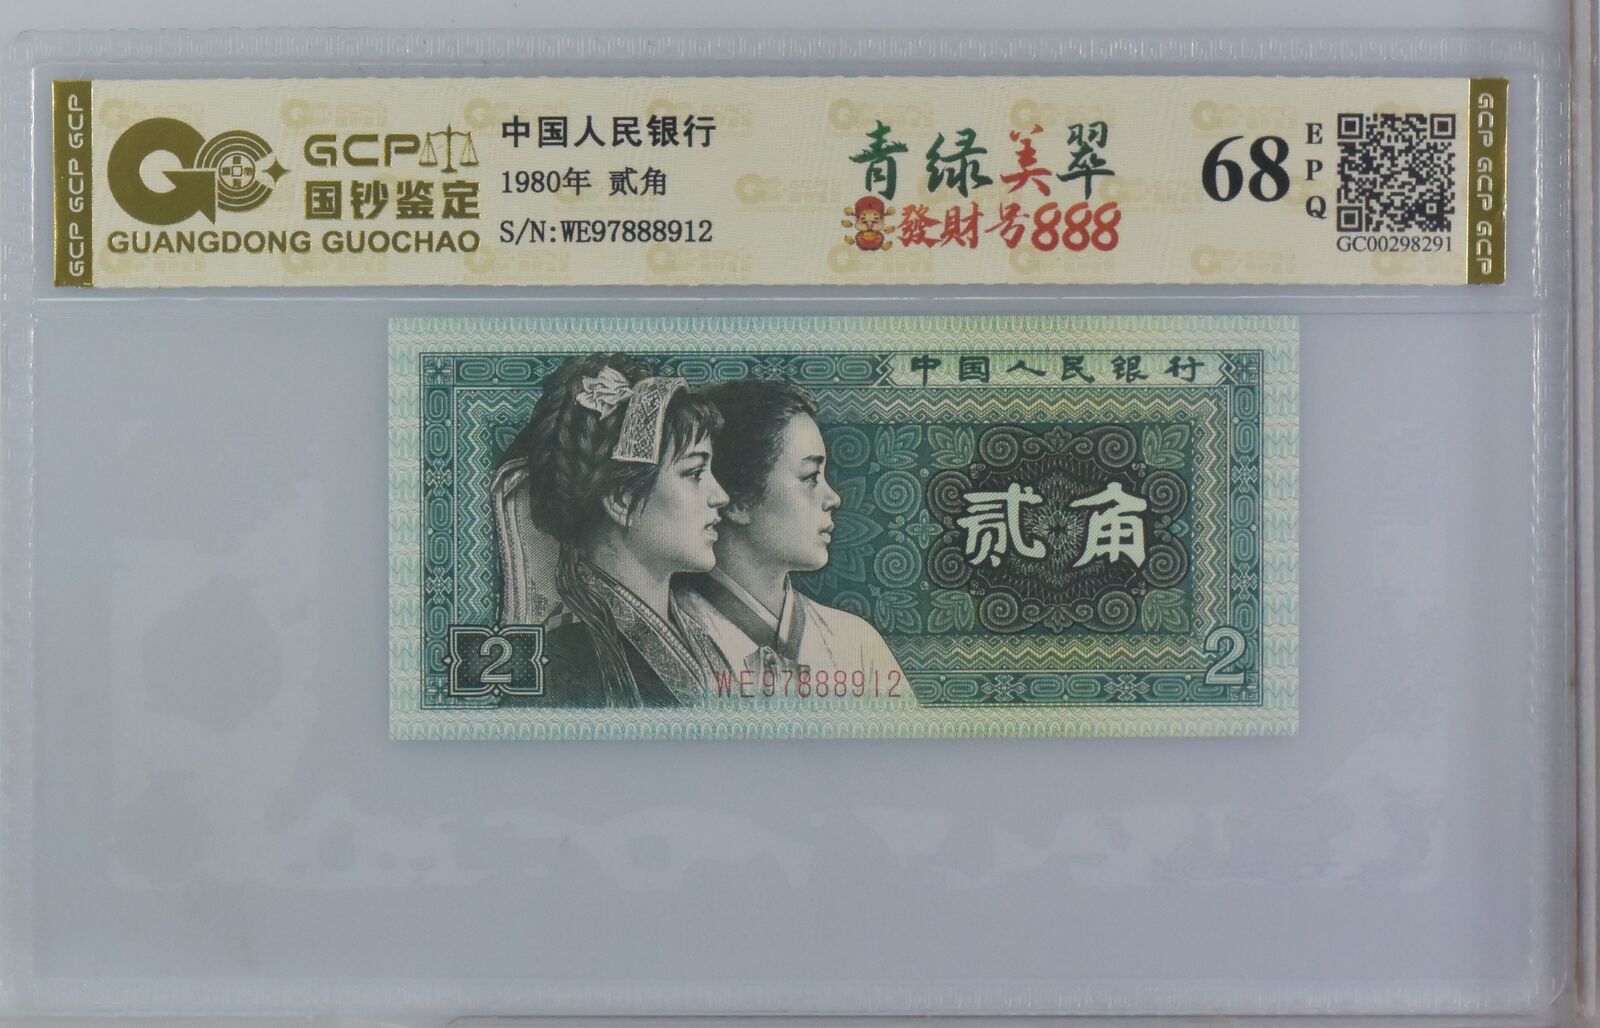 GCP GCP GCP
GCP
国钞鉴定
GUANGDONG GUOCHAO
中国人民银行
1980年 贰角
S/N:WE97888912
青绿美翠
發財号888
68
EPQ
GC00298291
GCP GCP GCP GCP
中国人民银行
贰角
2
2
WE97888912